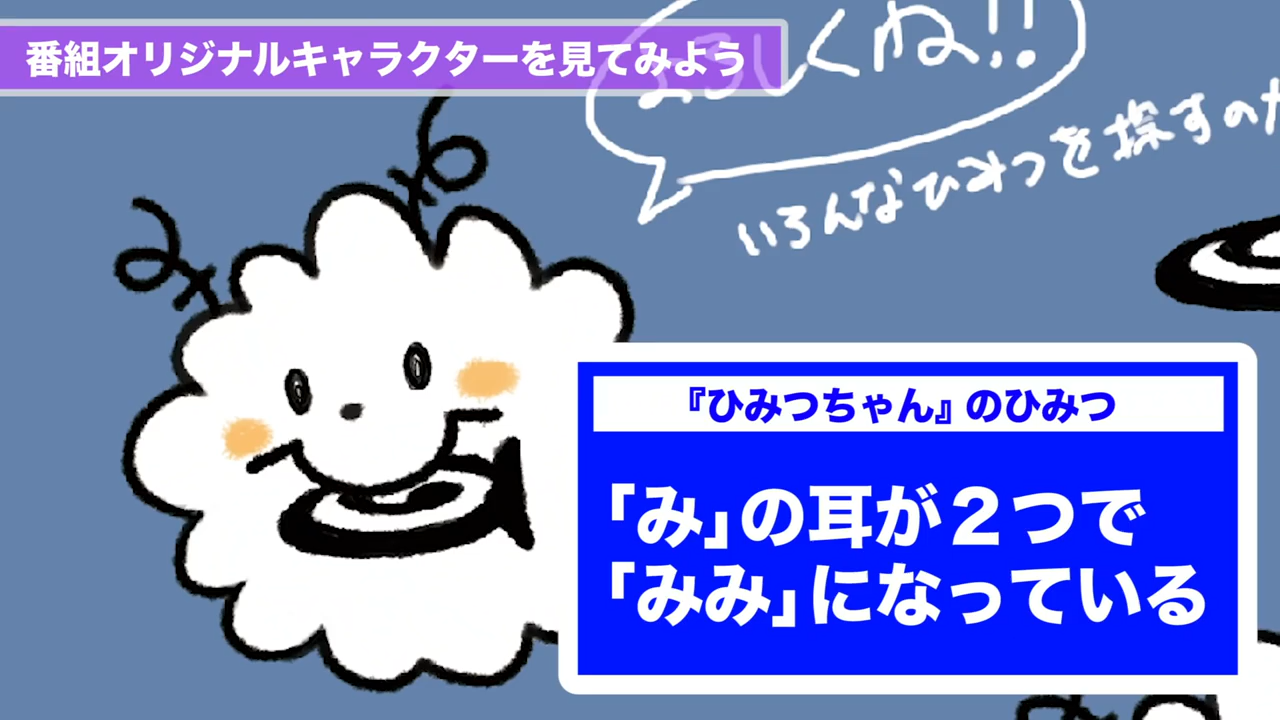 番組オリジナルキャラクターを見てみよう
よろしくね!!
いろんなひみつを探すの
『ひみつちゃん』のひみつ
「み」の耳が2つで
「みみ」になっている